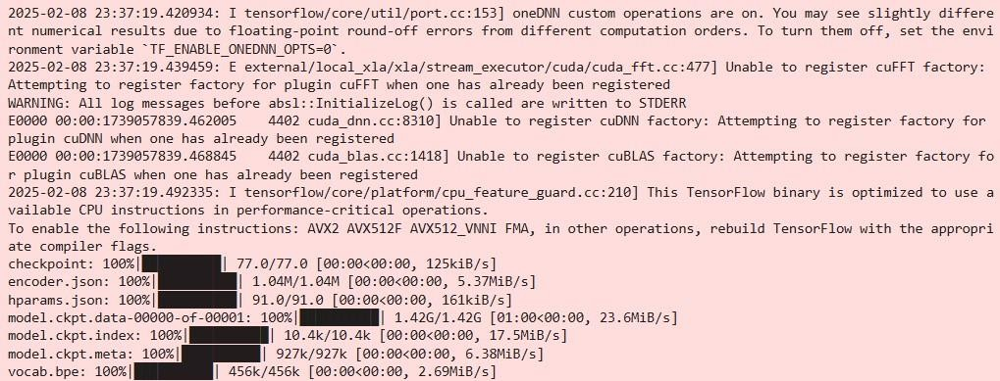 2025-02-08 23:37:19.420934: I tensorflow/core/util/port.cc:153] oneDNN custom operations are on. You may see slightly differe
nt numerical results due to floating-point round-off errors from different computation orders. To turn them off, set the envi
ronment variable `TF_ENABLE_ONEDNN_OPTS=0`.
2025-02-08 23:37:19.439459: E external/local_xla/xla/stream_executor/cuda/cuda_fft.cc:477] Unable to register cuFFT factory:
Attempting to register factory for plugin cuFFT when one has already been registered
WARNING: All log messages before absl::InitializeLog() is called are written to STDERR
E0000 00:00:1739057839.462005    4402 cuda_dnn.cc:8310] Unable to register cuDNN factory: Attempting to register factory for
plugin cuDNN when one has already been registered
E0000 00:00:1739057839.468845    4402 cuda_blas.cc:1418] Unable to register cuBLAS factory: Attempting to register factory fo
r plugin cuBLAS when one has already been registered
2025-02-08 23:37:19.492335: I tensorflow/core/platform/cpu_feature_guard.cc:210] This TensorFlow binary is optimized to use a
vailable CPU instructions in performance-critical operations.
To enable the following instructions: AVX2 AVX512F AVX512_VNNI FMA, in other operations, rebuild TensorFlow with the appropri
ate compiler flags.
checkpoint: 100%|██████████| 77.0/77.0 [00:00<00:00, 125kiB/s]
encoder.json: 100%|██████████| 1.04M/1.04M [00:00<00:00, 5.37MiB/s]
hparams.json: 100%|██████████| 91.0/91.0 [00:00<00:00, 161kiB/s]
model.ckpt.data-00000-of-00001: 100%|██████████| 1.42G/1.42G [01:00<00:00, 23.6MiB/s]
model.ckpt.index: 100%|██████████| 10.4k/10.4k [00:00<00:00, 17.5MiB/s]
model.ckpt.meta: 100%|██████████| 927k/927k [00:00<00:00, 6.38MiB/s]
vocab.bpe: 100%|██████████| 456k/456k [00:00<00:00, 2.69MiB/s]